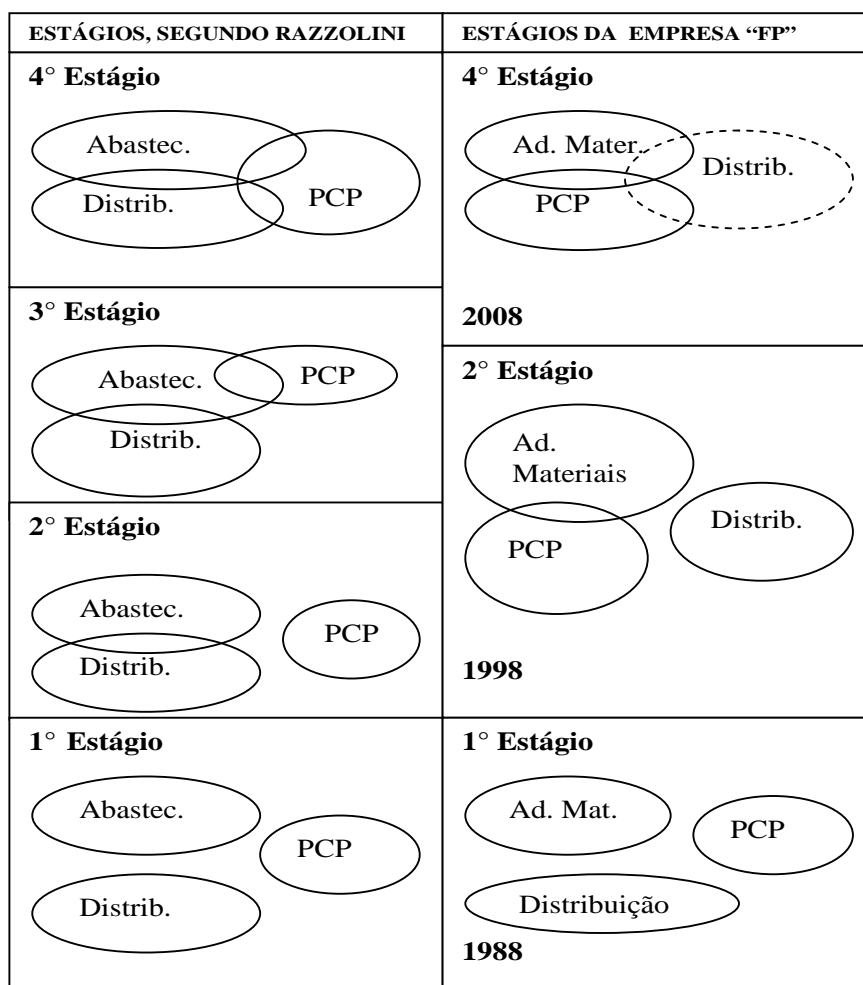 ESTÁGIOS, SEGUNDO RAZZOLINI
4° Estágio
Abastec.
Distrib.
PCP
3° Estágio
Abastec.
PCP
Distrib.
2° Estágio
Abastec.
PCP
Distrib.
1° Estágio
Abastec.
PCP
Distrib.
ESTÁGIOS DA EMPRESA “FP”
4° Estágio
Ad. Mater.
Distrib.
PCP
2008
2° Estágio
Ad.
Materiais
Distrib.
PCP
1998
1° Estágio
Ad. Mat.
PCP
Distribuição
1988